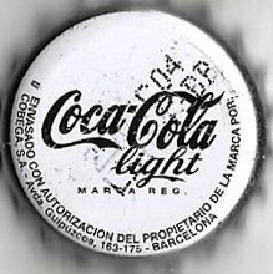 Coca-Cola
light
MARCA REG.
ENVASADO CON AUTORIZACION DEL PROPIETARIO DE LA MARCA POR:
COBEGA, S.A. - Avda. Guipúzcoa, 163-175 - BARCELONA